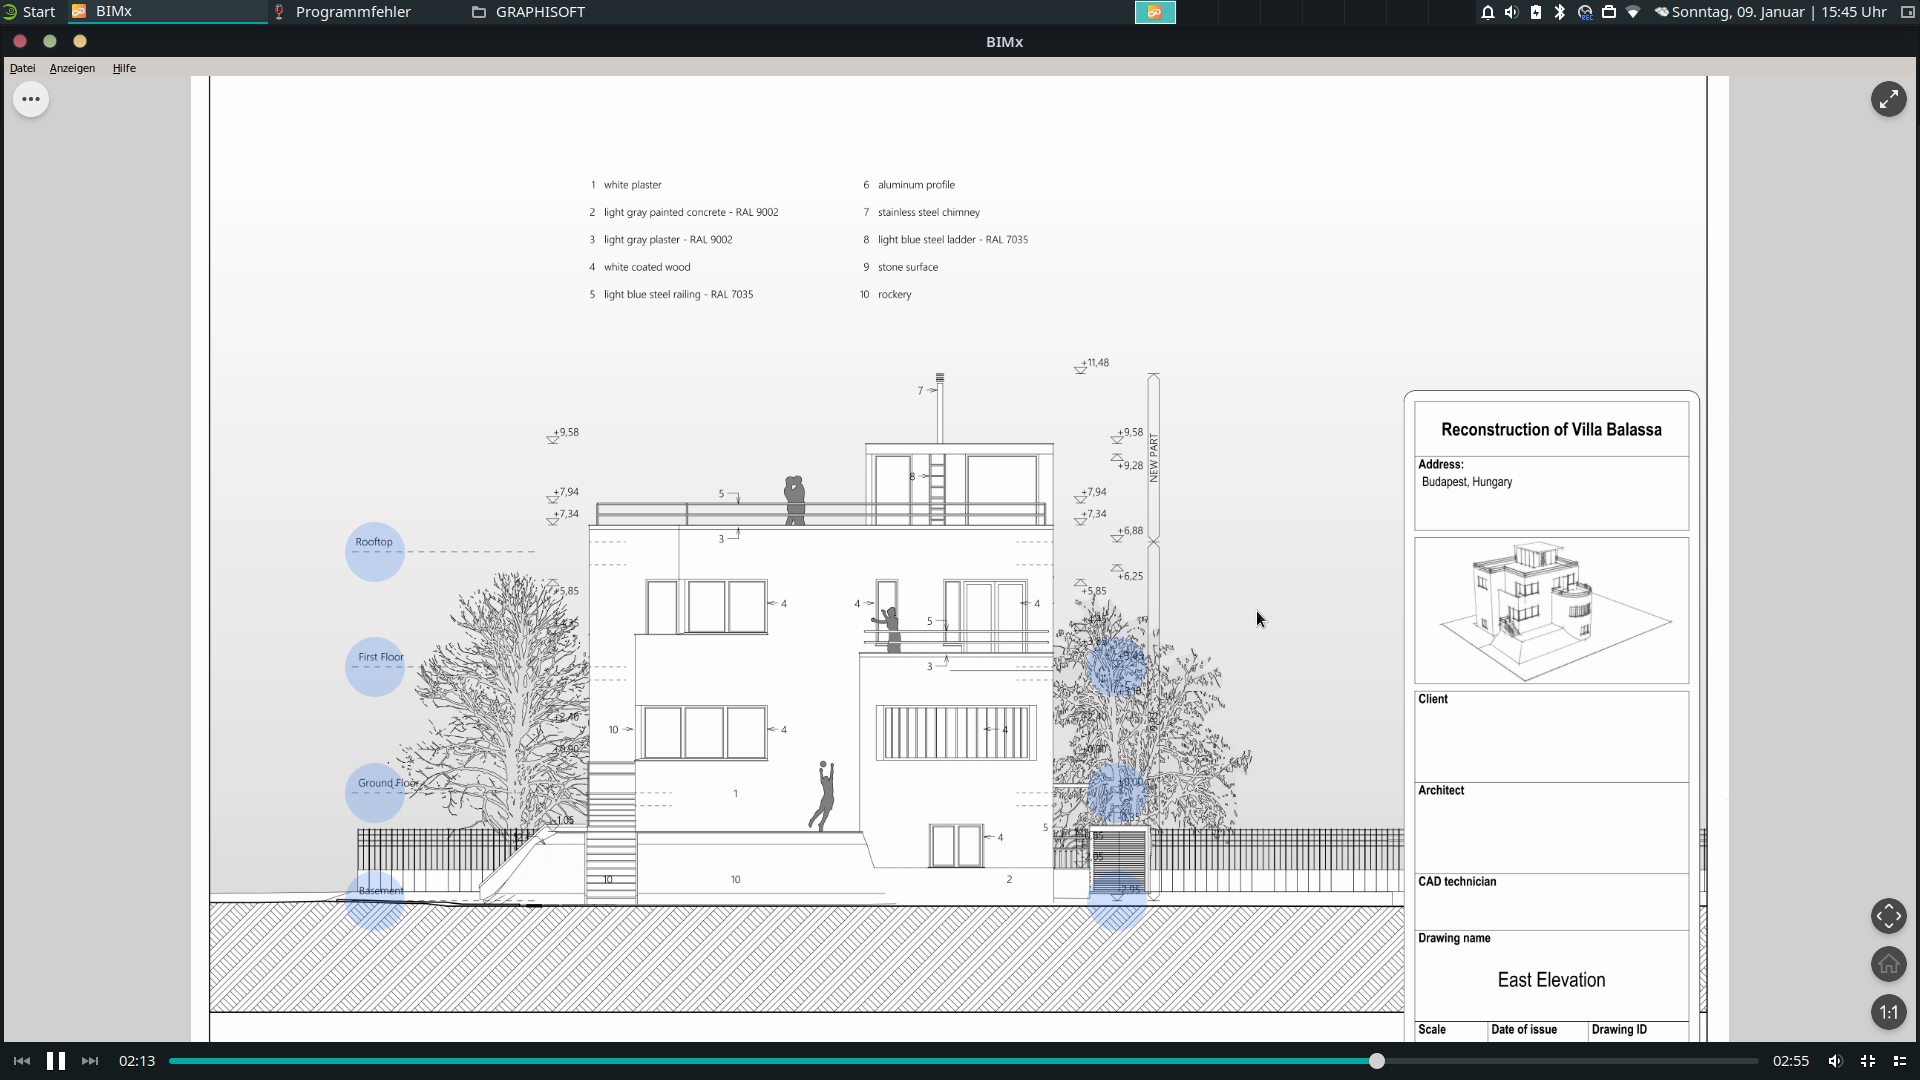 Start
BIMx
Programmfehler
GRAPHISOFT
REC
Sonntag, 09. Januar | 15:45 Uhr
BIMx
Datei Anzeigen Hilfe
1 white plaster
2 light gray painted concrete - RAL 9002
3 light gray plaster - RAL 9002
4 white coated wood
5 light blue steel railing - RAL 7035
6 aluminum profile
7 stainless steel chimney
8 light blue steel ladder - RAL 7035
9 stone surface
10 rockery
+11,48
7
+9,58
+9,58
+9,28
NEW PART
8
+7,94
5
+7,94
+7,34
+7,34
3
+6,88
Rooftop
+6,25
+5,85
+5,85
4
4
4
5
First Floor
3
+2,40
10
4
4
Ground Floor
1
-1,05
5
4
-2,05
10
10
2
Basement
-2,95
Reconstruction of Villa Balassa
Address:
Budapest, Hungary
Client
Architect
CAD technician
Drawing name
East Elevation
Scale
Date of issue
Drawing ID
1:1
02:13
02:55